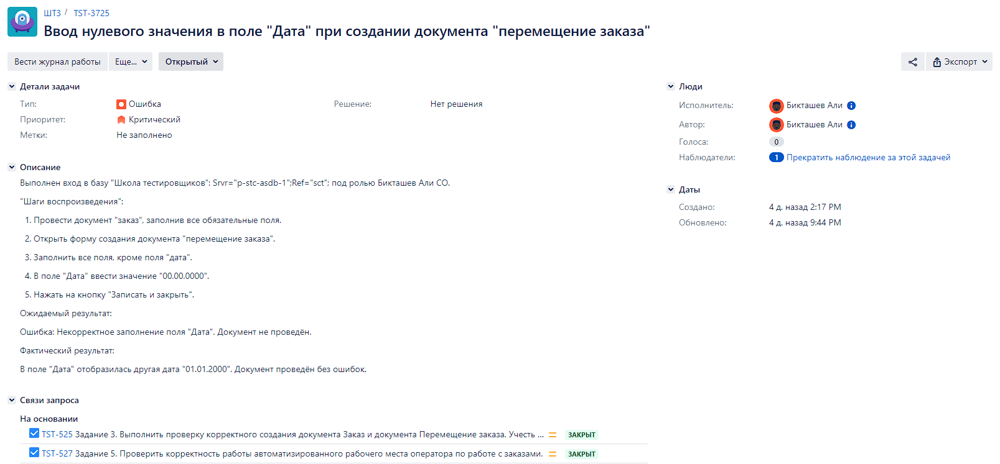 ШТ3 / TST-3725
Ввод нулевого значения в поле "Дата" при создании документа "перемещение заказа"
Вести журнал работы Еще... Открытый Экспорт
Детали задачи
Тип: Ошибка Решение: Нет решения
Приоритет: Критический
Метки: Не заполнено
Описание
Выполнен вход в базу "Школа тестировщиков": Srvr="p-stc-asdb-1";Ref="sct"; под ролью Бикташев Али СО.
"Шаги воспроизведения":
1. Провести документ "заказ", заполнив все обязательные поля.
2. Открыть форму создания документа "перемещение заказа".
3. Заполнить все поля, кроме поля "дата".
4. В поле "Дата" ввести значение "00.00.0000".
5. Нажать на кнопку "Записать и закрыть".
Ожидаемый результат:
Ошибка: Некорректное заполнение поля "Дата". Документ не проведён.
Фактический результат:
В поле "Дата" отобразилась другая дата "01.01.2000". Документ проведён без ошибок.
Связи запроса
На основании
TST-525 Задание 3. Выполнить проверку корректного создания документа Заказ и документа Перемещение заказа. Учесть ... ЗАКРЫТ
TST-527 Задание 5. Проверить корректность работы автоматизированного рабочего места оператора по работе с заказами. ЗАКРЫТ
Люди
Исполнитель: Бикташев Али
Автор: Бикташев Али
Голоса: 0
Наблюдатели: 1 Прекратить наблюдение за этой задачей
Даты
Создано: 4 д. назад 2:17 PM
Обновлено: 4 д. назад 9:44 PM